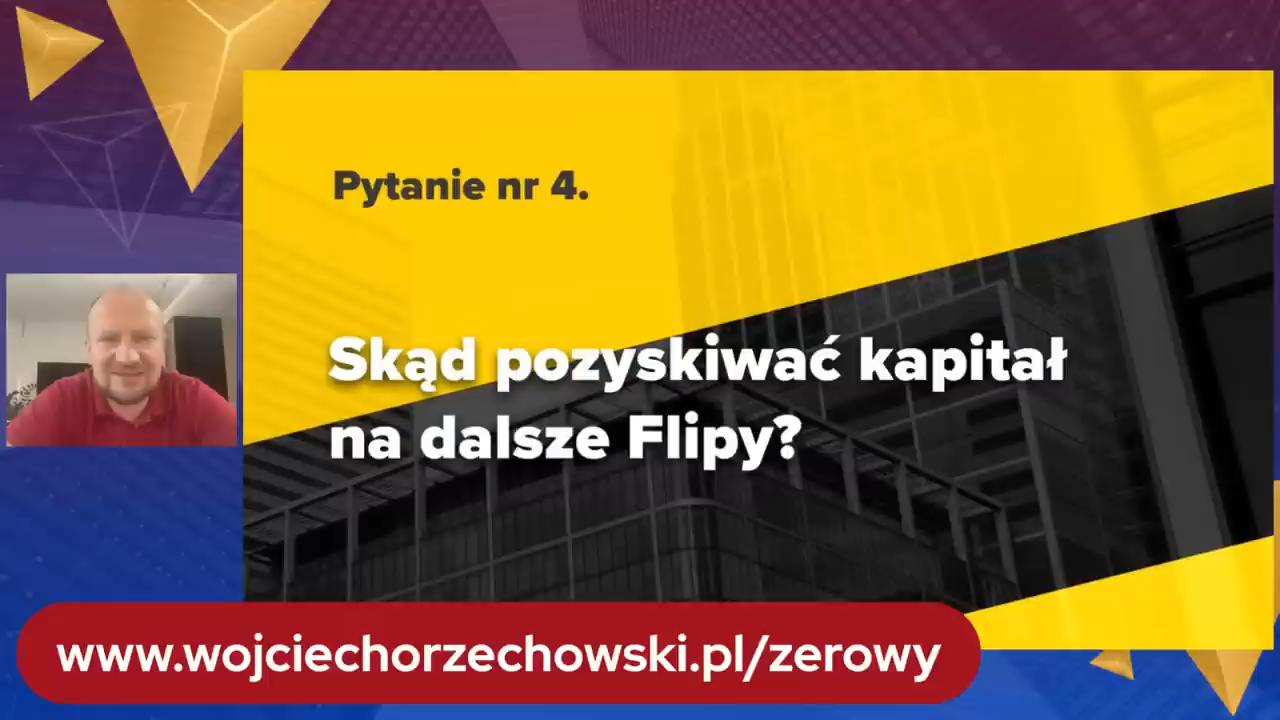 Pytanie nr 4.
Skąd pozyskiwać kapitał
na dalsze Flipy?
www.wojciechorzechowski.pl/zerowy